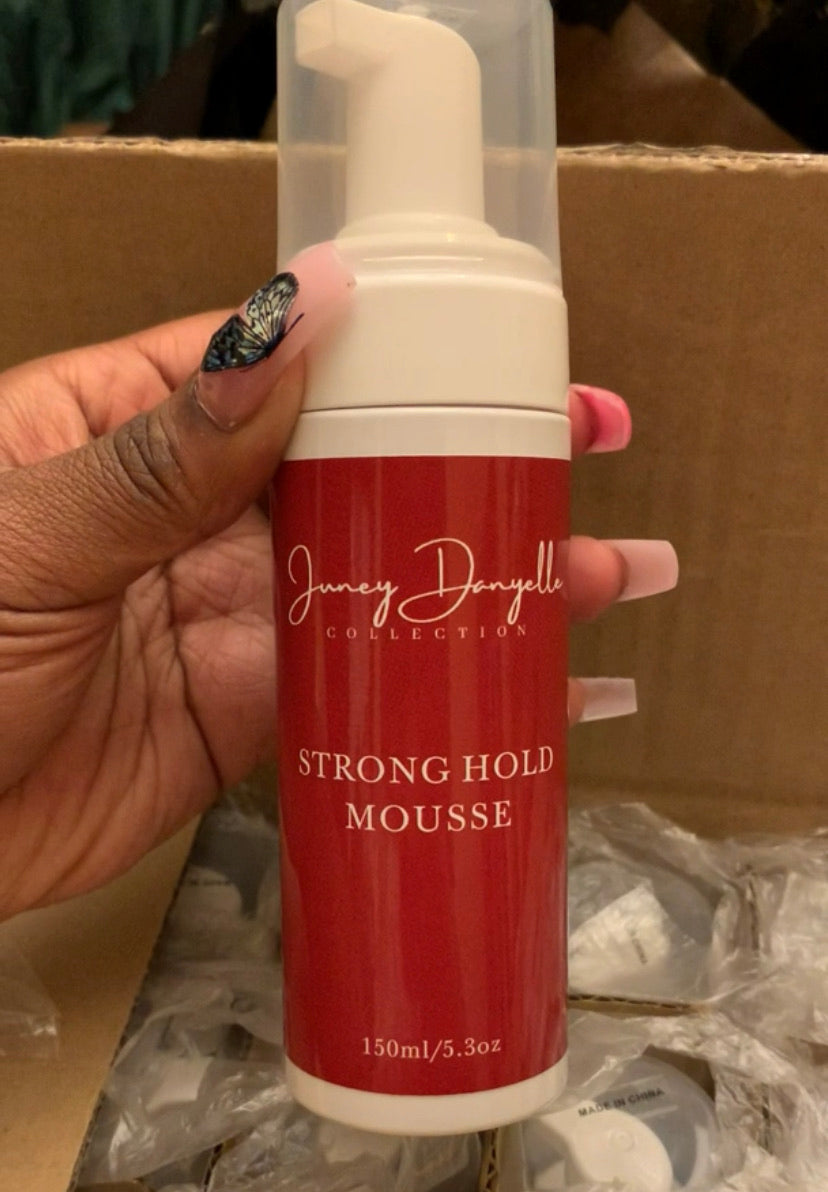 Juney Danyelle
COLLECTION
STRONG HOLD
MOUSSE
150ml/5.3oz
MADE IN CHINA